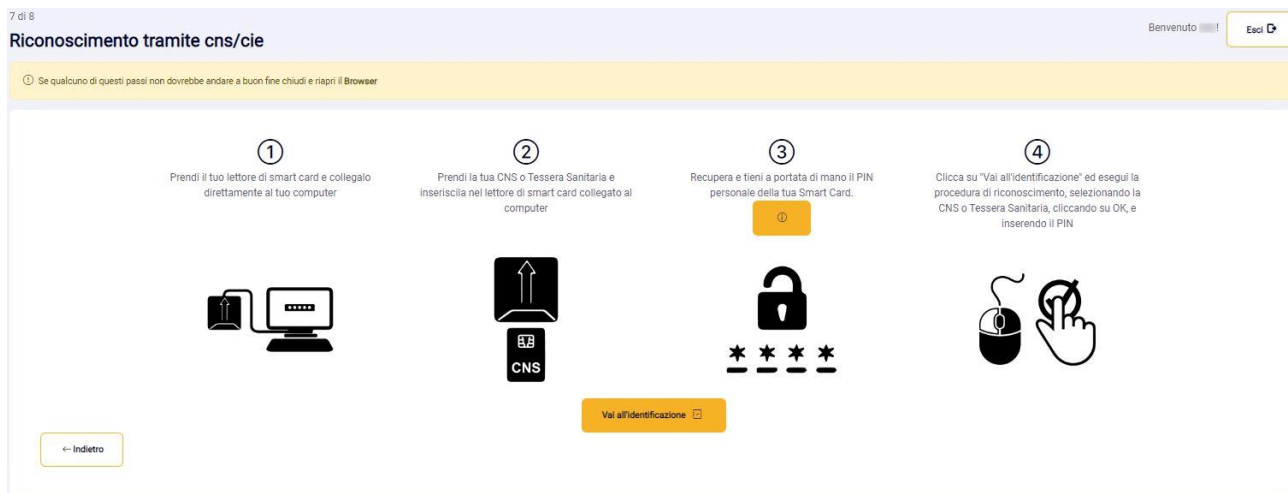 7 di 8
Riconoscimento tramite cns/cie
Benvenuto !
Esci
Se qualcuno di questi passi non dovrebbe andare a buon fine chiudi e riapri il Browser
1
Prendi il tuo lettore di smart card e collegalo
direttamente al tuo computer
2
Prendi la tua CNS o Tessera Sanitaria e
inseriscila nel lettore di smart card collegato al
computer
3
Recupera e tieni a portata di mano il PIN
personale della tua Smart Card.
4
Clicca su "Vai all'identificazione" ed esegui la
procedura di riconoscimento, selezionando la
CNS o Tessera Sanitaria, cliccando su OK, e
inserendo il PIN
CNS
Vai all'identificazione
← Indietro